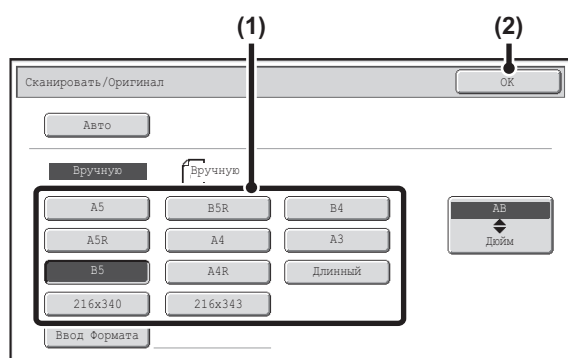 (1) (2)
Сканировать/Оригинал OK
Авто
Вручную Вручную
A5 B5R B4 AB
A5R A4 A3 Дюйм
B5 A4R Длинный
216x340 216x343
Ввод Формата